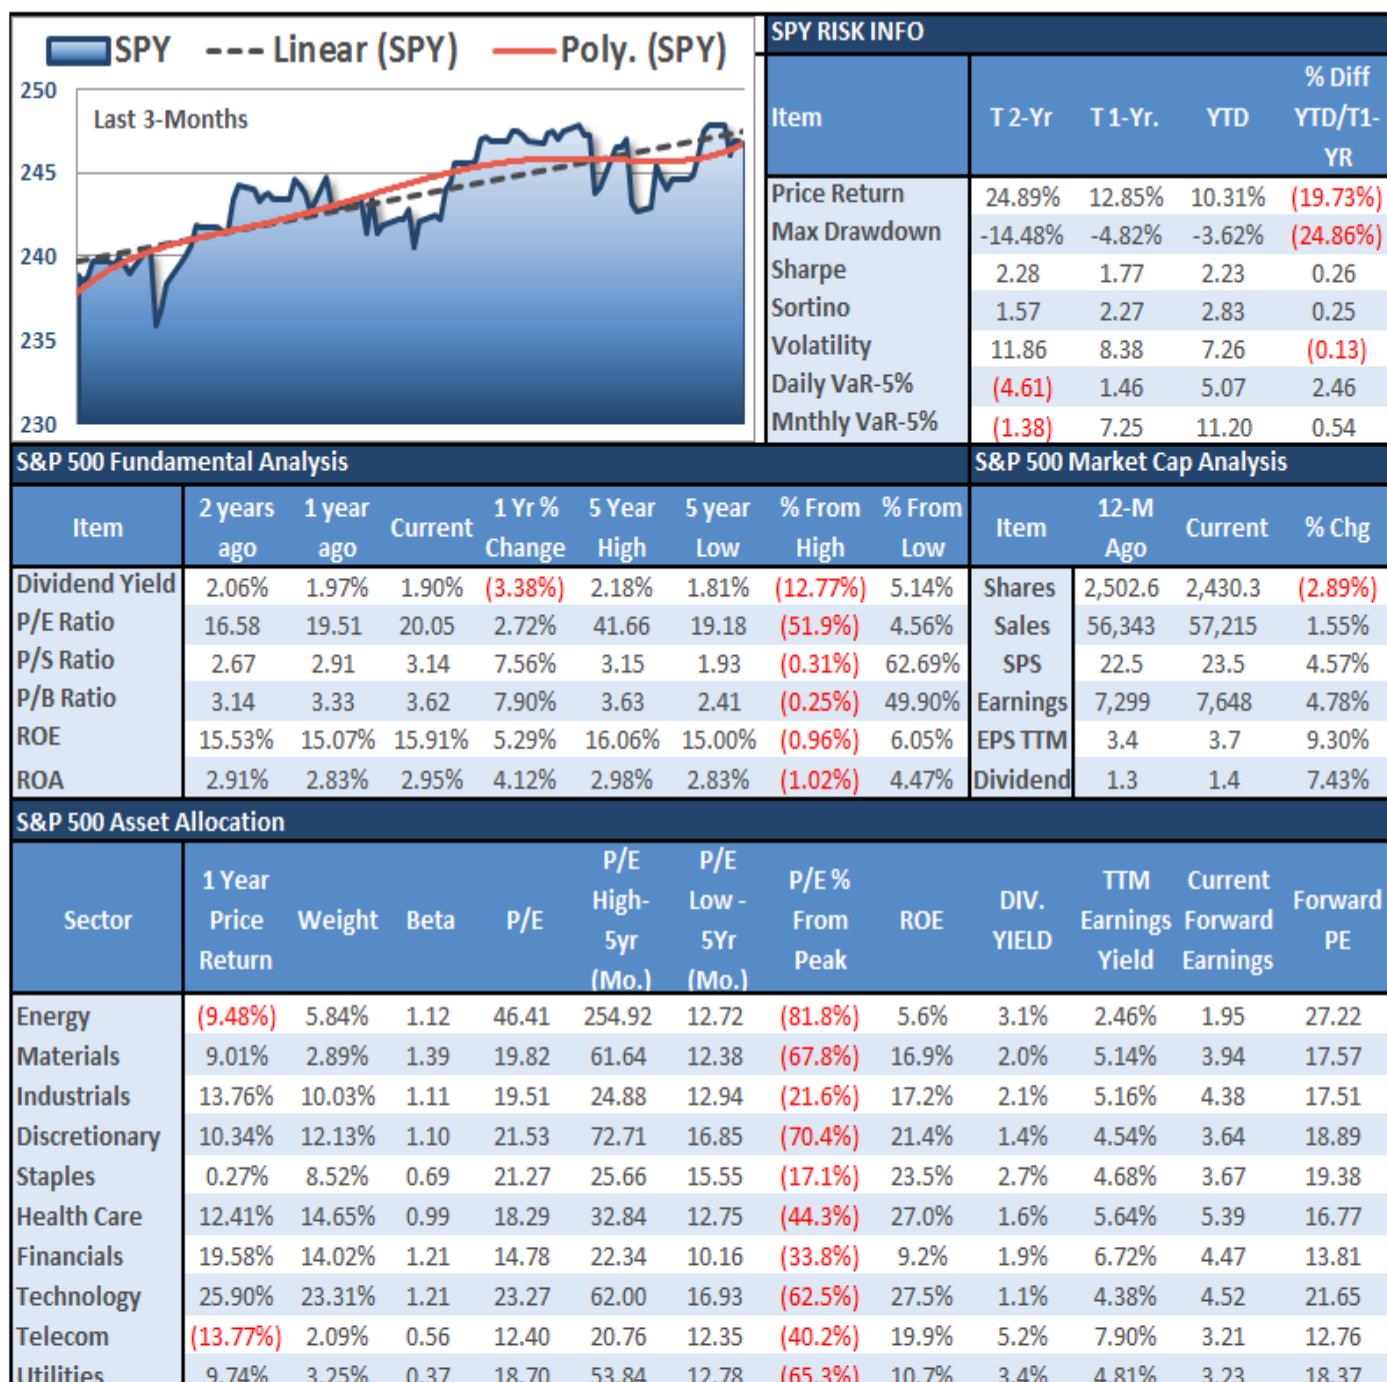 SPY Linear (SPY) Poly. (SPY)
250
Last 3-Months
245
240
235
230
SPY RISK INFO
Item T 2-Yr T 1-Yr. YTD % Diff YTD/T1-YR
Price Return 24.89% 12.85% 10.31% (19.73%)
Max Drawdown -14.48% -4.82% -3.62% (24.86%)
Sharpe 2.28 1.77 2.23 0.26
Sortino 1.57 2.27 2.83 0.25
Volatility 11.86 8.38 7.26 (0.13)
Daily VaR-5% (4.61) 1.46 5.07 2.46
Mnthly VaR-5% (1.38) 7.25 11.20 0.54
S&P 500 Fundamental Analysis
Item 2 years ago 1 year ago Current 1 Yr % Change 5 Year High 5 year Low % From High % From Low
Dividend Yield 2.06% 1.97% 1.90% (3.38%) 2.18% 1.81% (12.77%) 5.14%
P/E Ratio 16.58 19.51 20.05 2.72% 41.66 19.18 (51.9%) 4.56%
P/S Ratio 2.67 2.91 3.14 7.56% 3.15 1.93 (0.31%) 62.69%
P/B Ratio 3.14 3.33 3.62 7.90% 3.63 2.41 (0.25%) 49.90%
ROE 15.53% 15.07% 15.91% 5.29% 16.06% 15.00% (0.96%) 6.05%
ROA 2.91% 2.83% 2.95% 4.12% 2.98% 2.83% (1.02%) 4.47%
S&P 500 Market Cap Analysis
Item 12-M Ago Current % Chg
Shares 2,502.6 2,430.3 (2.89%)
Sales 56,343 57,215 1.55%
SPS 22.5 23.5 4.57%
Earnings 7,299 7,648 4.78%
EPS TTM 3.4 3.7 9.30%
Dividend 1.3 1.4 7.43%
S&P 500 Asset Allocation
Sector 1 Year Price Return Weight Beta P/E P/E High-5yr (Mo.) P/E Low - 5Yr (Mo.) P/E % From Peak ROE DIV. YIELD TTM Earnings Yield Current Forward Earnings Forward PE
Energy (9.48%) 5.84% 1.12 46.41 254.92 12.72 (81.8%) 5.6% 3.1% 2.46% 1.95 27.22
Materials 9.01% 2.89% 1.39 19.82 61.64 12.38 (67.8%) 16.9% 2.0% 5.14% 3.94 17.57
Industrials 13.76% 10.03% 1.11 19.51 24.88 12.94 (21.6%) 17.2% 2.1% 5.16% 4.38 17.51
Discretionary 10.34% 12.13% 1.10 21.53 72.71 16.85 (70.4%) 21.4% 1.4% 4.54% 3.64 18.89
Staples 0.27% 8.52% 0.69 21.27 25.66 15.55 (17.1%) 23.5% 2.7% 4.68% 3.67 19.38
Health Care 12.41% 14.65% 0.99 18.29 32.84 12.75 (44.3%) 27.0% 1.6% 5.64% 5.39 16.77
Financials 19.58% 14.02% 1.21 14.78 22.34 10.16 (33.8%) 9.2% 1.9% 6.72% 4.47 13.81
Technology 25.90% 23.31% 1.21 23.27 62.00 16.93 (62.5%) 27.5% 1.1% 4.38% 4.52 21.65
Telecom (13.77%) 2.09% 0.56 12.40 20.76 12.35 (40.2%) 19.9% 5.2% 7.90% 3.21 12.76
Utilities 9.74% 3.25% 0.37 18.70 53.84 12.78 (65.3%) 10.7% 3.4% 4.81% 3.23 18.37